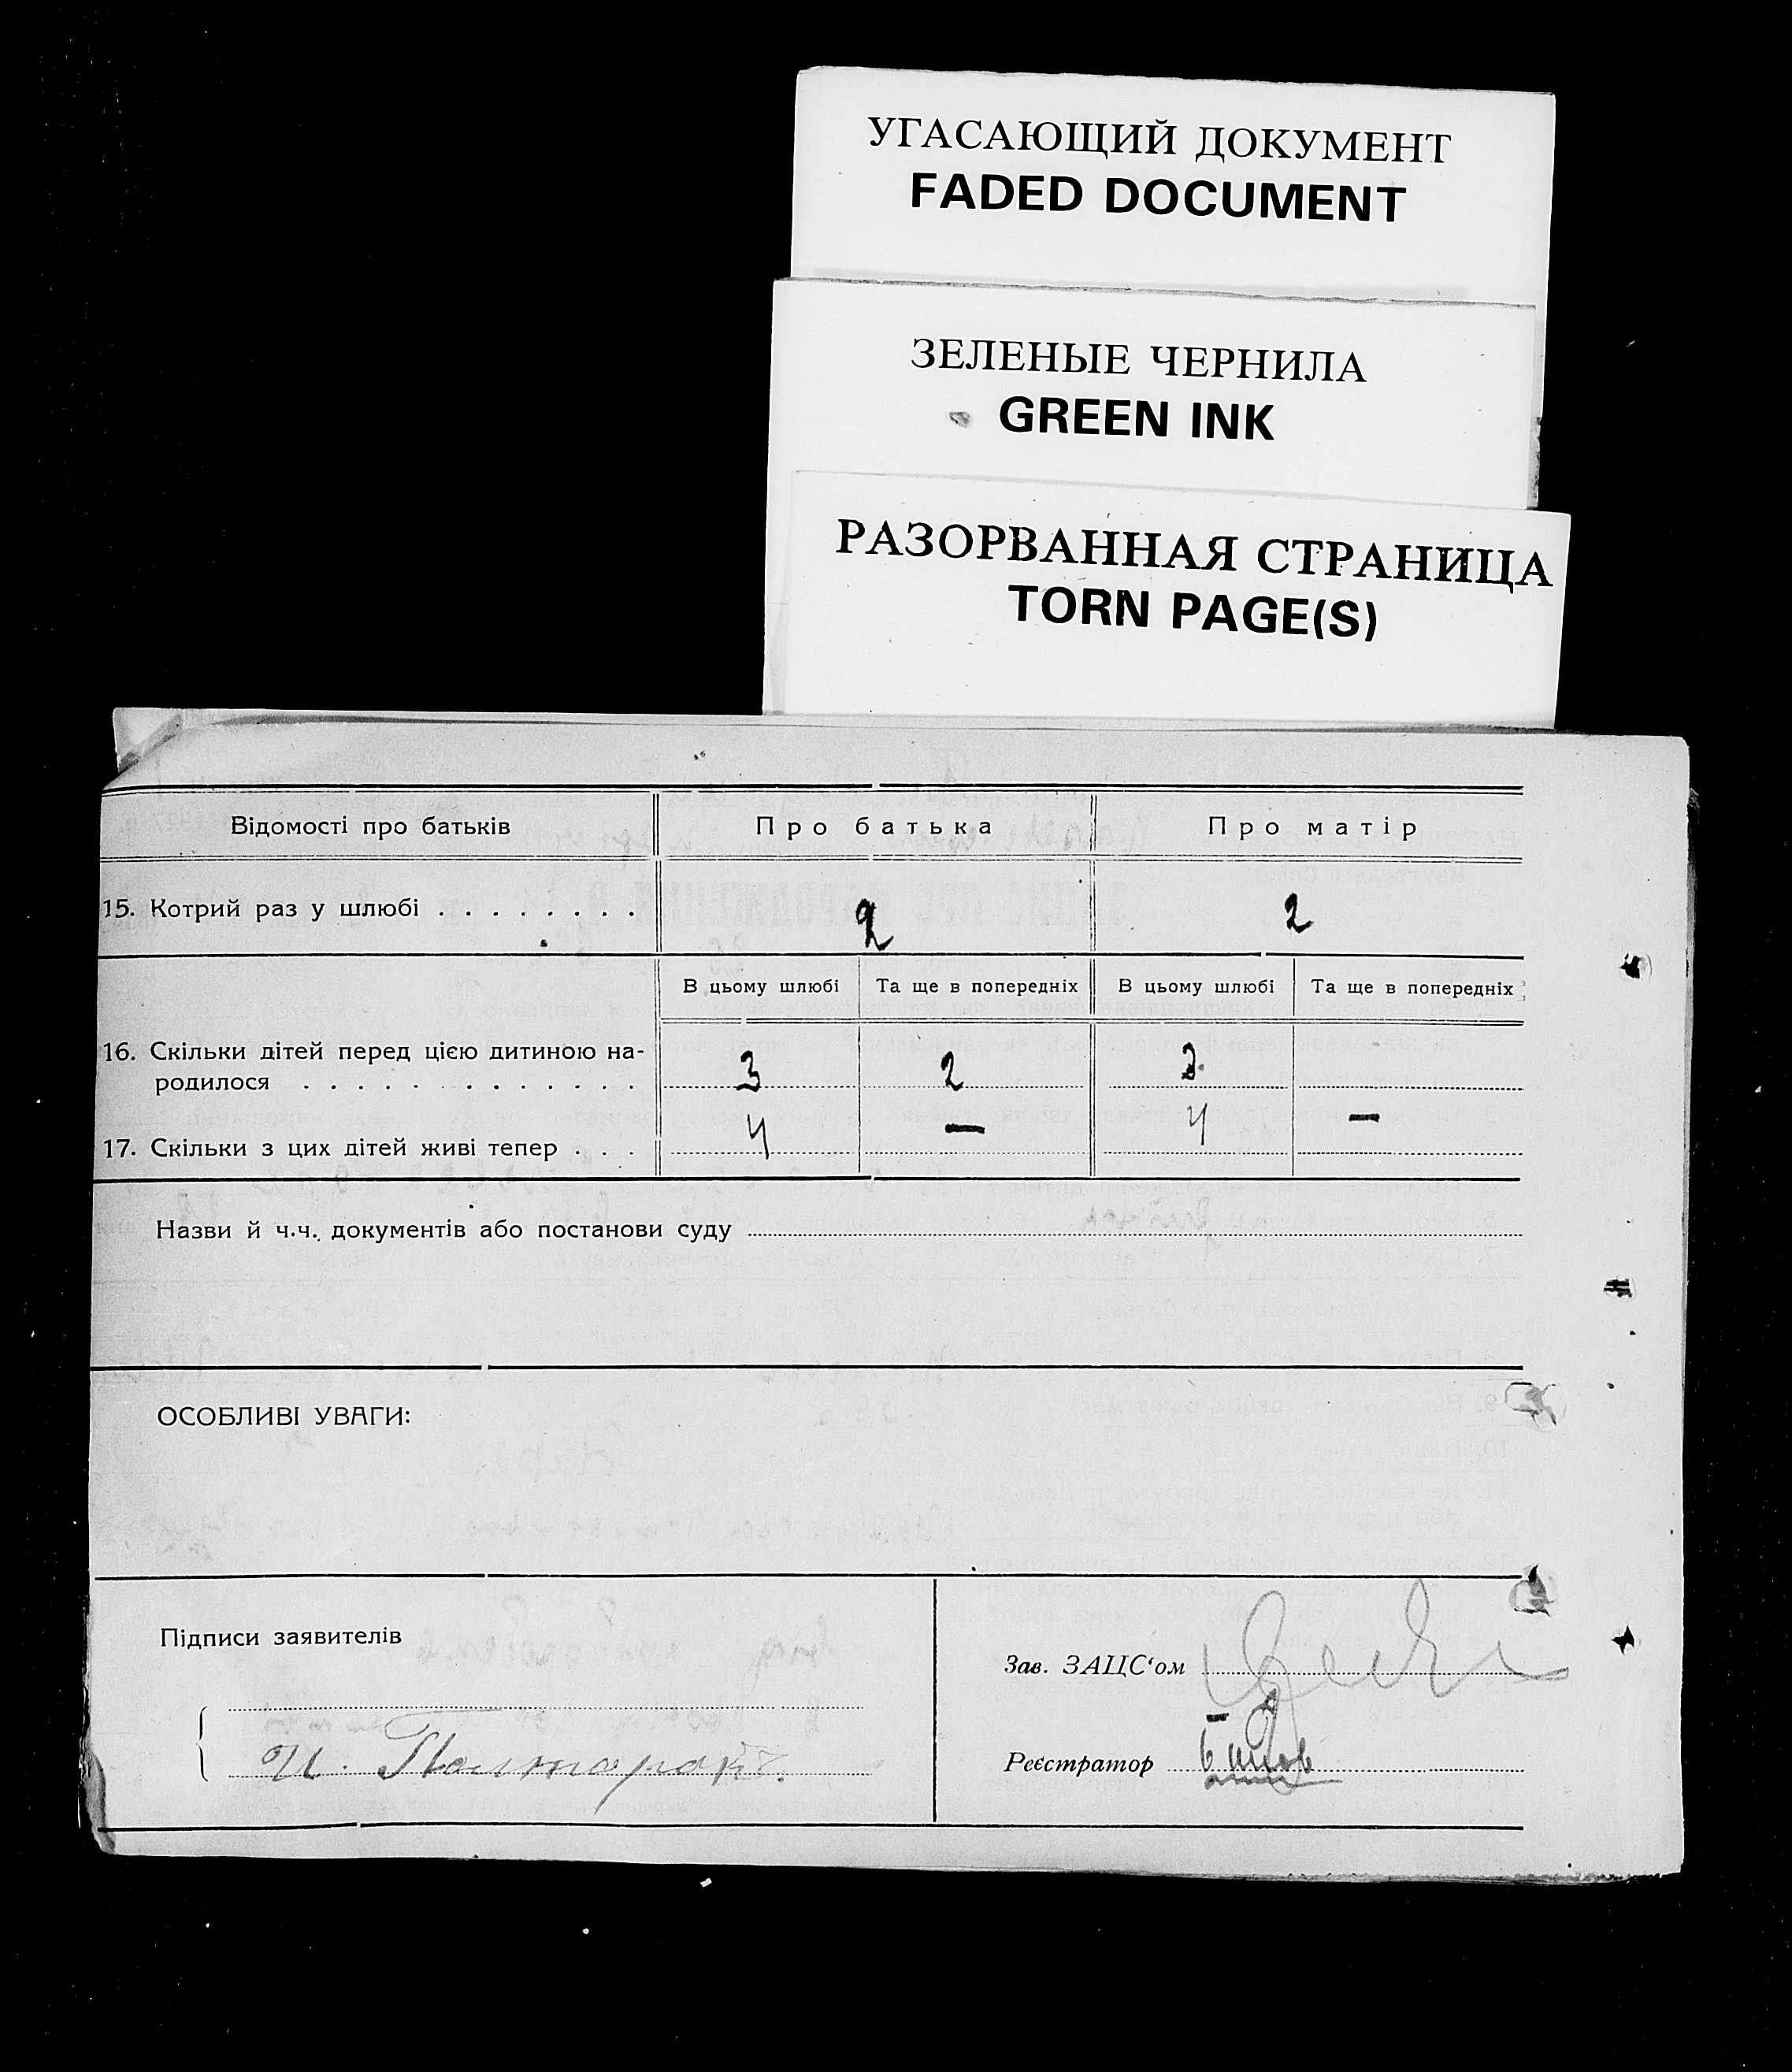 УГАСАЮЩИЙ ДОКУМЕНТ
FADED DOCUMENT
ЗЕЛЕНЫЕ ЧЕРНИЛА
GREEN INK
РАЗОРВАННАЯ СТРАНИЦА
TORN PAGE(S)
Відомості про батьків Про батька Про матір
15. Котрий раз у шлюбі . . . . . . . . 2 2
В цьому шлюбі Та ще в попередніх В цьому шлюбі Та ще в попередніх
16. Скільки дітей перед цією дитиною на-
родилося . . . . . . . . . . . . . 3 2 3
17. Скільки з цих дітей живі тепер . . . 4 — 4 —
Назви й ч.ч. документів або постанови суду
ОСОБЛИВІ УВАГИ:
Підписи заявителів
Зав. ЗАЦС‘ом
И.
Реєстратор